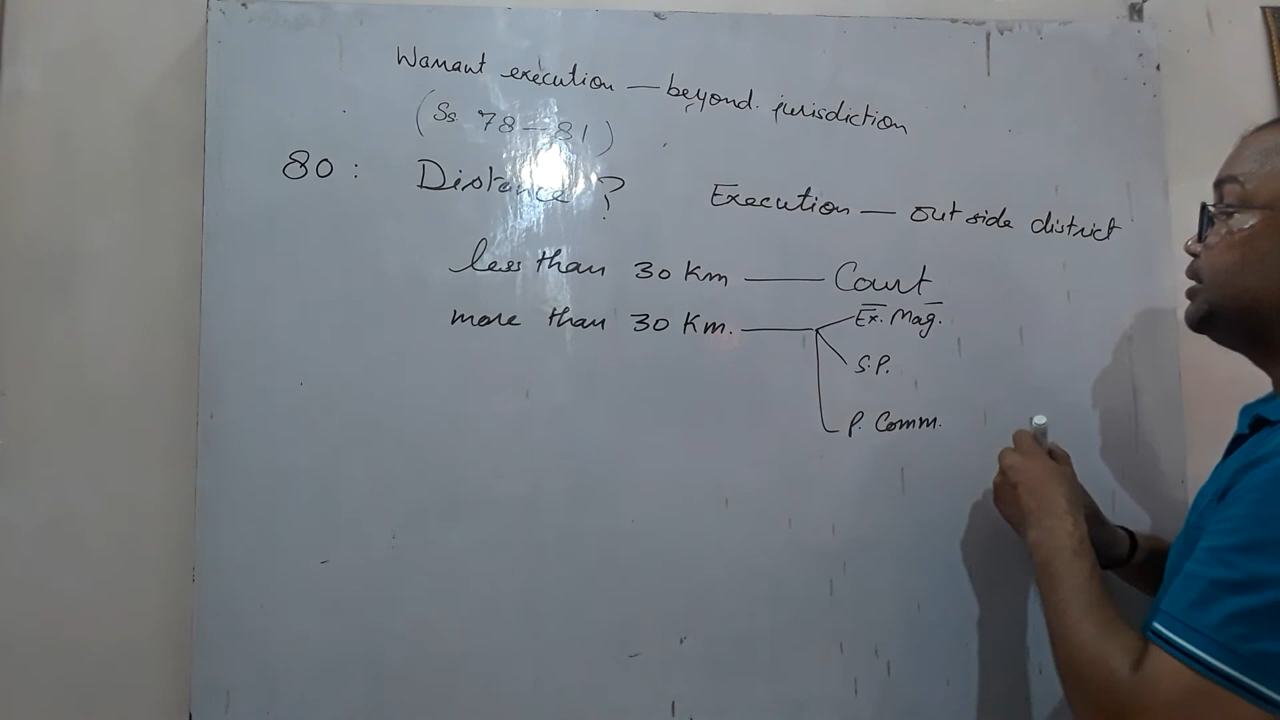 Warrant execution — beyond jurisdiction
(Ss 78 — 81)
80 : Distance ? Execution — out side district
less than 30 Km — Court
more than 30 Km. — Ex. Mag.
S.P.
P. Comm.